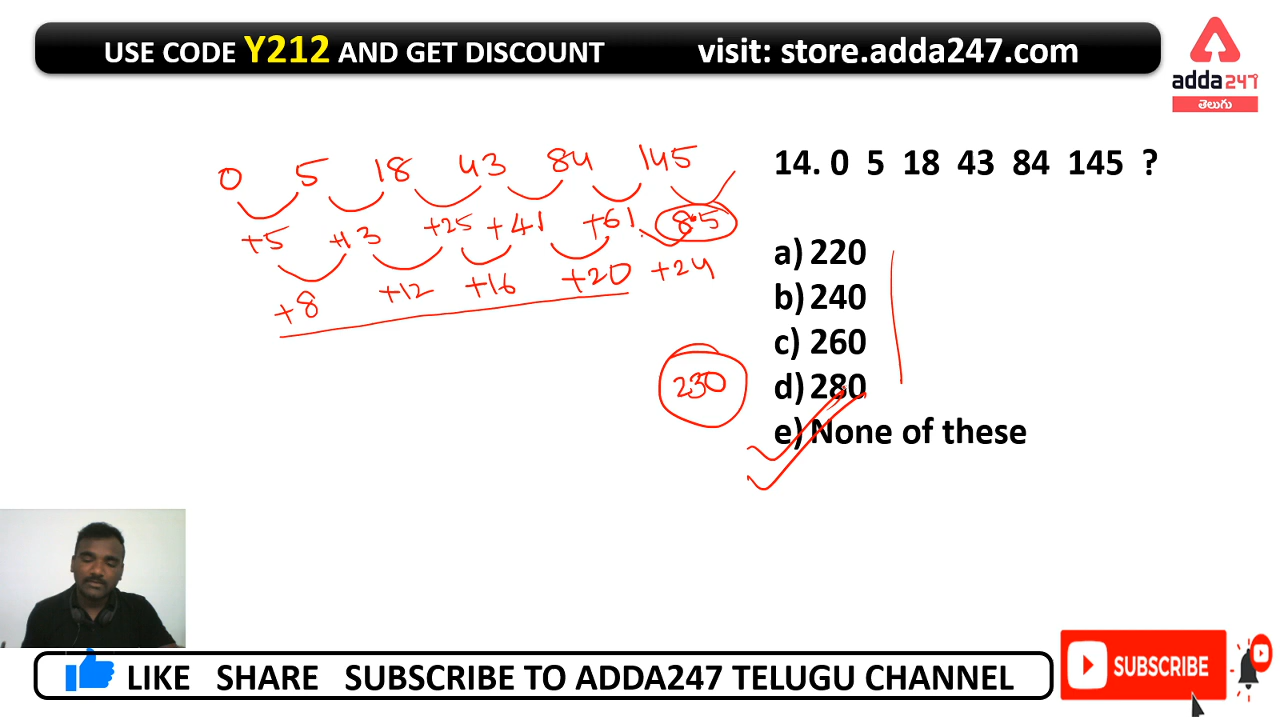 USE CODE Y212 AND GET DISCOUNT visit: store.adda247.com
adda247
తెలుగు
14. 0 5 18 43 84 145 ?
0 5 18 43 84 145
+5 +13 +25 +41 +61 85
+8 +12 +16 +20 +24
230
a) 220
b) 240
c) 260
d) 280
e) None of these
LIKE SHARE SUBSCRIBE TO ADDA247 TELUGU CHANNEL
SUBSCRIBE